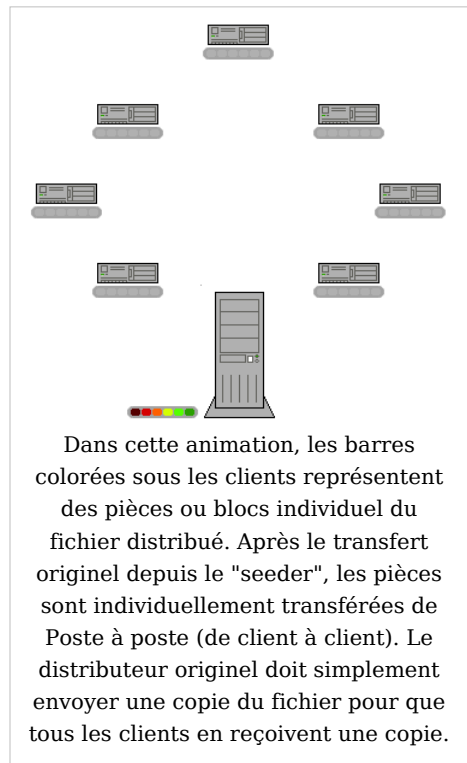 Dans cette animation, les barres
colorées sous les clients représentent
des pièces ou blocs individuel du
fichier distribué. Après le transfert
originel depuis le "seeder", les pièces
sont individuellement transférées de
Poste à poste (de client à client). Le
distributeur originel doit simplement
envoyer une copie du fichier pour que
tous les clients en reçoivent une copie.